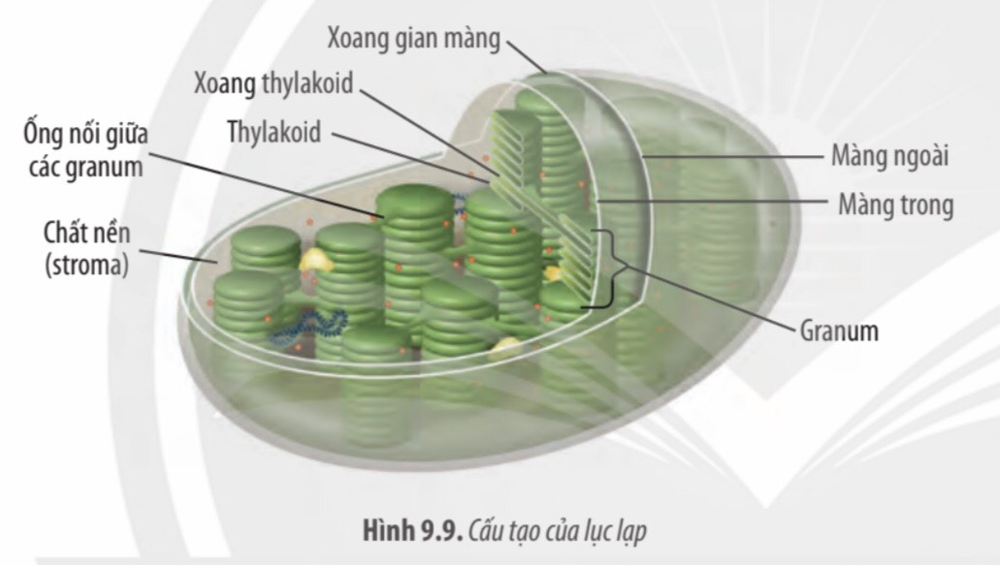 Xoang gian màng
Xoang thylakoid
Thylakoid
Ống nối giữa
các granum
Chất nền
(stroma)
Màng ngoài
Màng trong
Granum
Hình 9.9. Cấu tạo của lục lạp